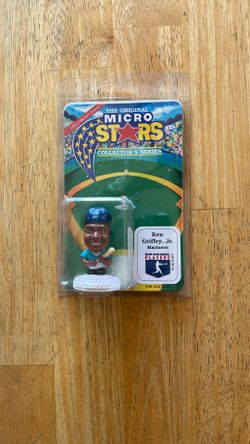 THE ORIGINAL
MICRO
STARS
COLLECTOR'S SERIES
Ken
Griffey, Jr.
Mariners
PLAYERS